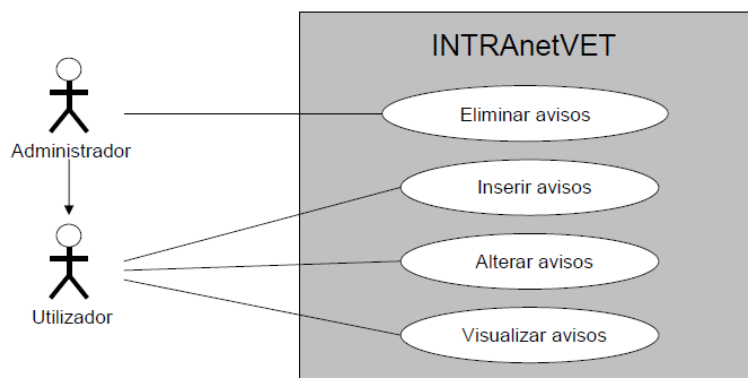 INTRAnetVET
Eliminar avisos
Administrador
Inserir avisos
Alterar avisos
Utilizador
Visualizar avisos